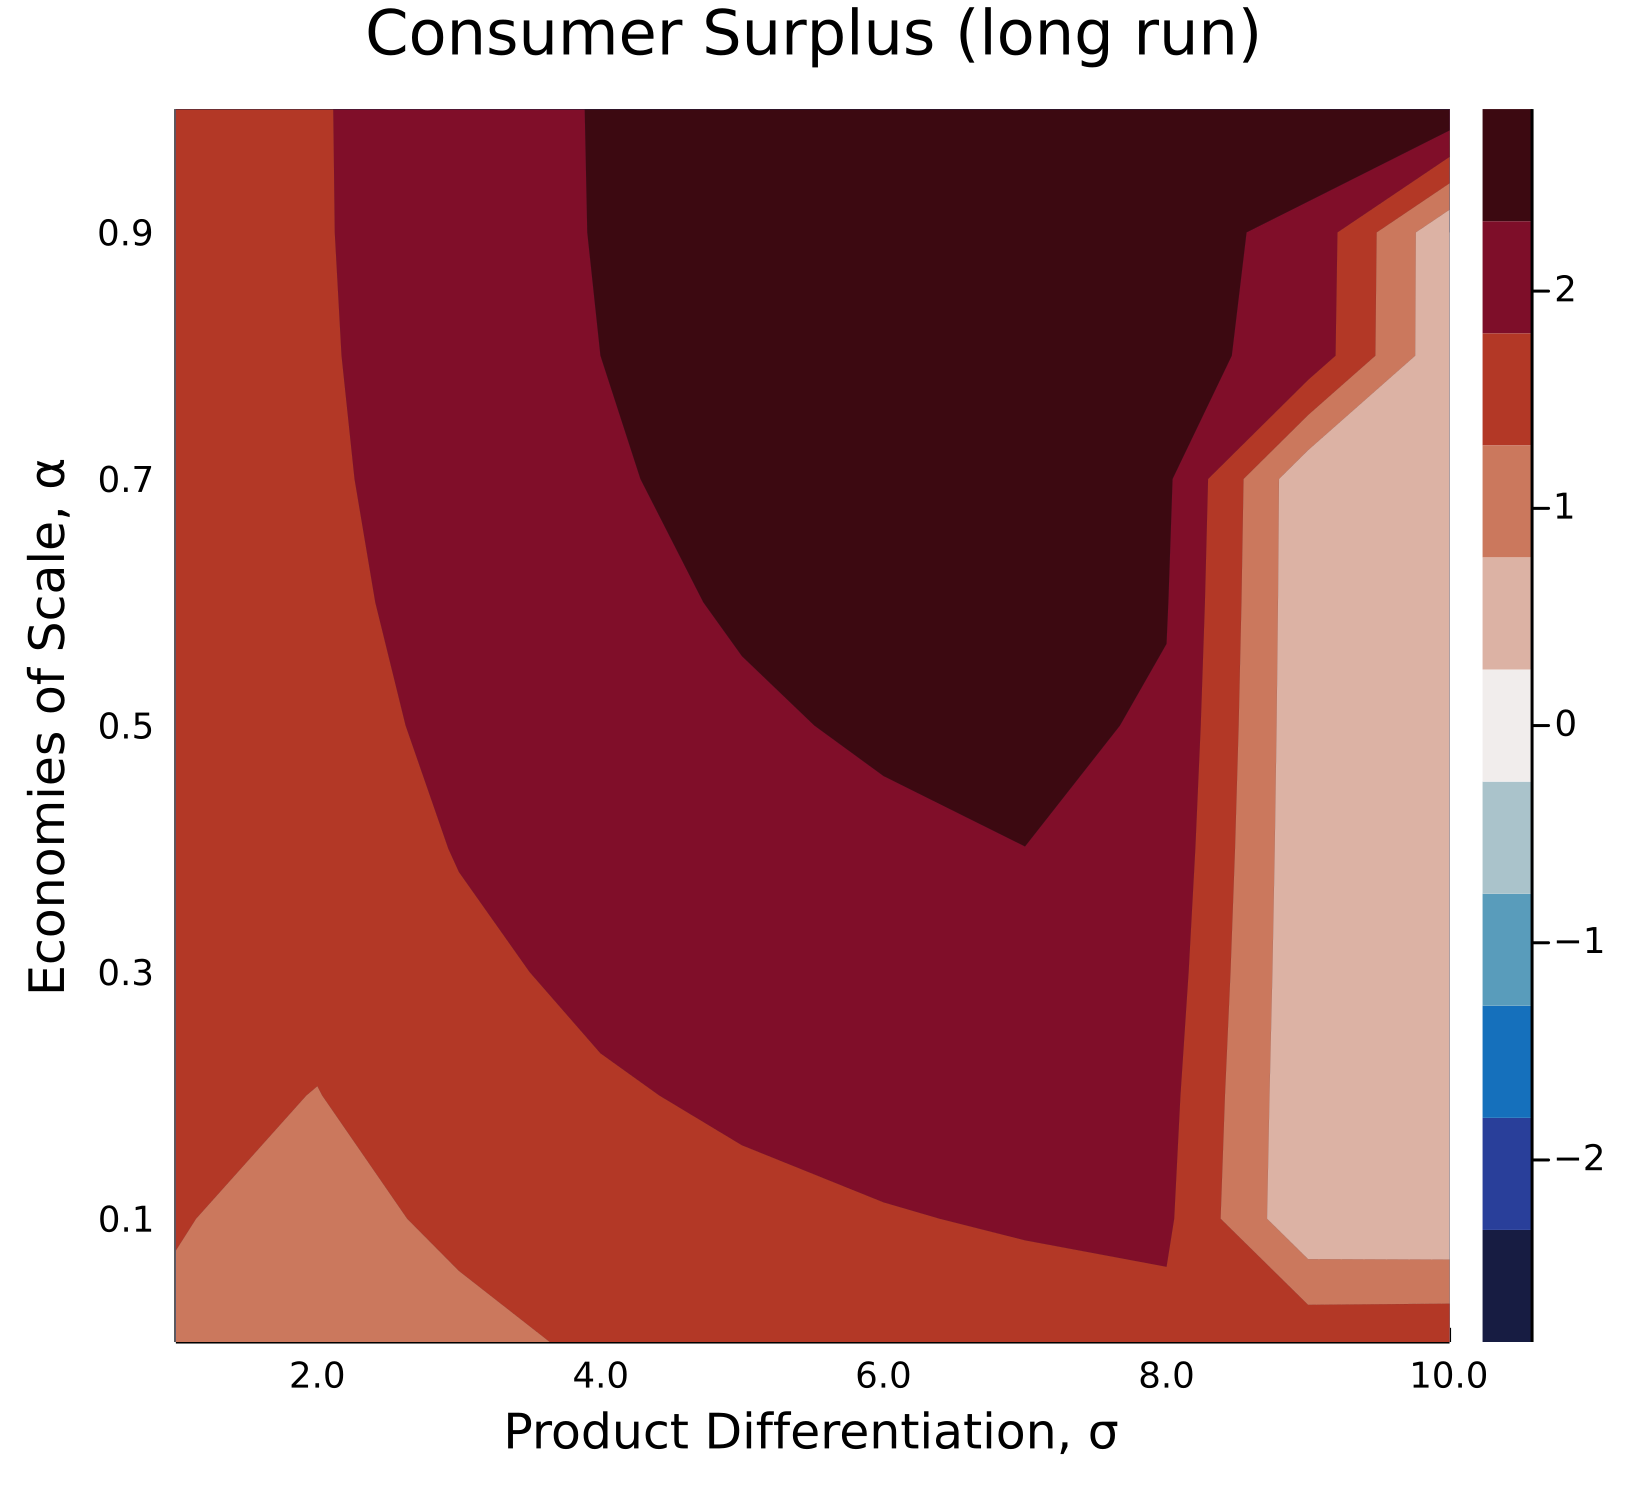 Consumer Surplus (long run)
Economies of Scale, α
0.9
0.7
0.5
0.3
0.1
2.0 4.0 6.0 8.0 10.0
Product Differentiation, σ
2
1
0
−1
−2